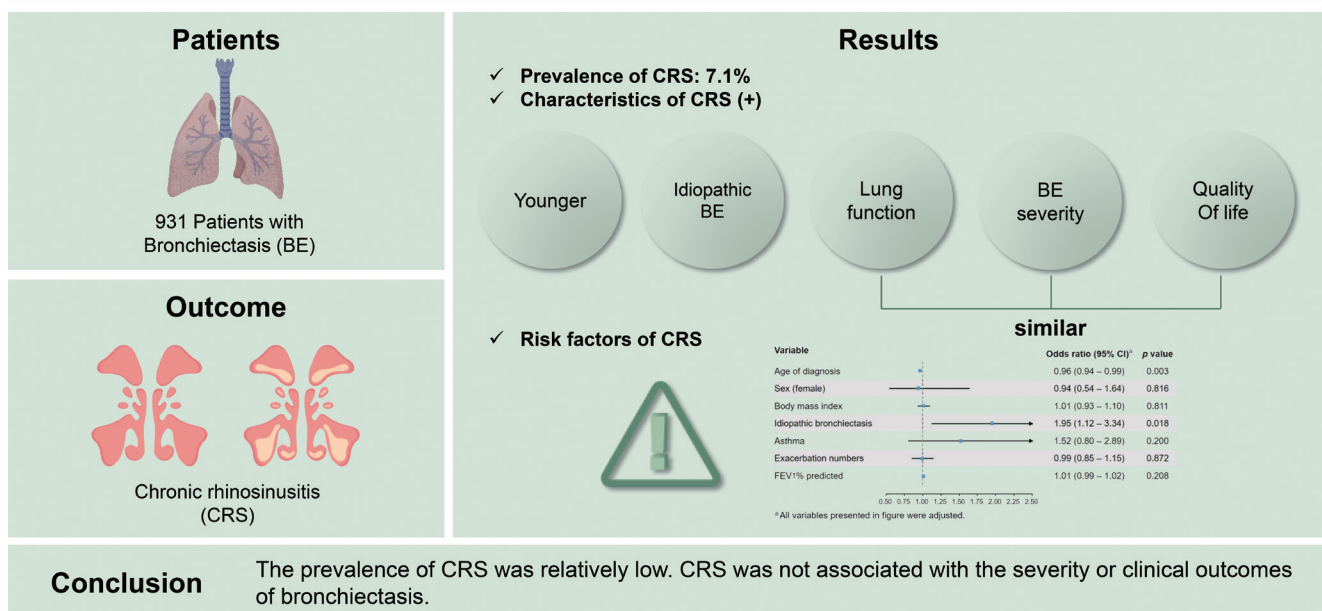 Patients
931 Patients with
Bronchiectasis (BE)
Outcome
Chronic rhinosinusitis
(CRS)
Results
✓ Prevalence of CRS: 7.1%
✓ Characteristics of CRS (+)
Younger
Idiopathic
BE
Lung
function
BE
severity
Quality
Of life
similar
✓ Risk factors of CRS
Variable Odds ratio (95% CI)ª p value
Age of diagnosis 0.96 (0.94 – 0.99) 0.003
Sex (female) 0.94 (0.54 – 1.64) 0.816
Body mass index 1.01 (0.93 – 1.10) 0.811
Idiopathic bronchiectasis 1.95 (1.12 – 3.34) 0.018
Asthma 1.52 (0.80 – 2.89) 0.200
Exacerbation numbers 0.99 (0.85 – 1.15) 0.872
FEV1% predicted 1.01 (0.99 – 1.02) 0.208
0.50 0.75 1.00 1.25 1.50 1.75 2.00 2.25 2.50
ª All variables presented in figure were adjusted.
Conclusion
The prevalence of CRS was relatively low. CRS was not associated with the severity or clinical outcomes
of bronchiectasis.